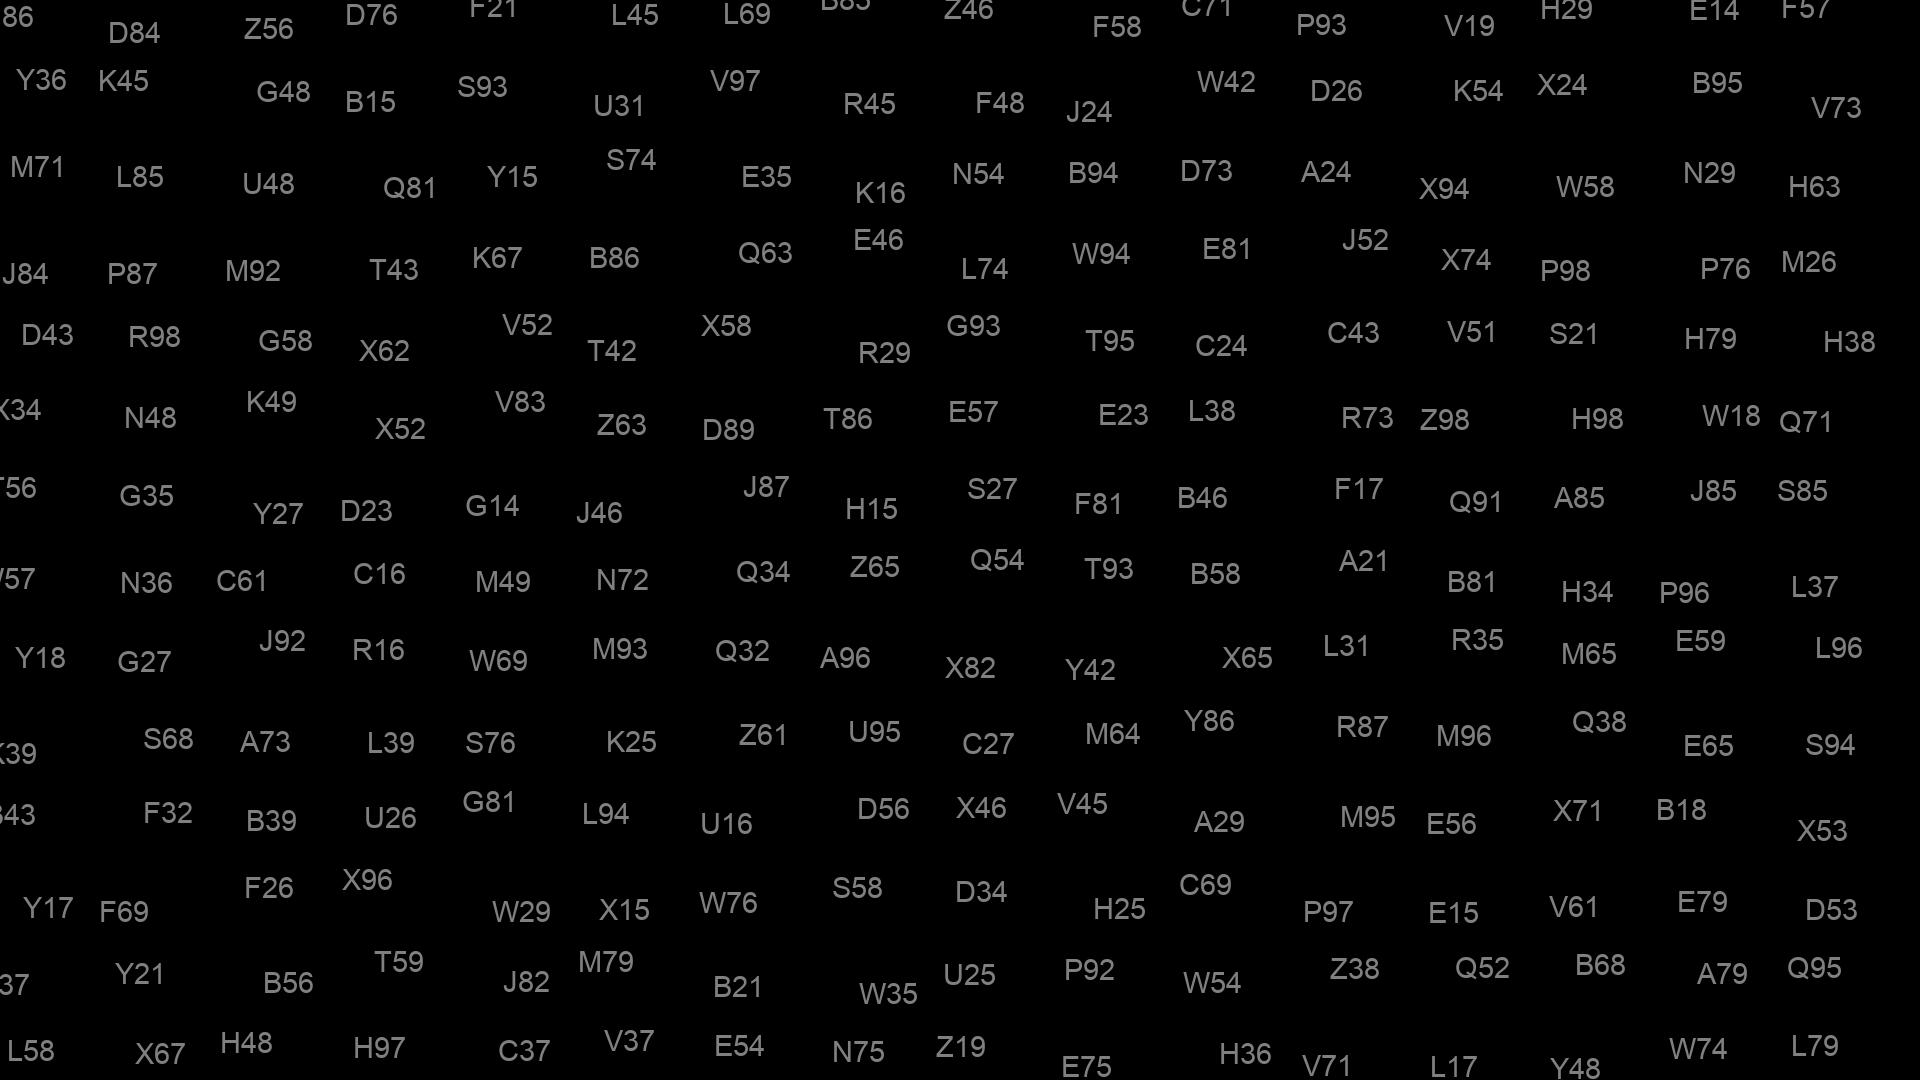 86 D84 Z56 D76 F21 L45 L69 B85 Z46 F58 C71 P93 V19 H29 E14 F57
Y36 K45 G48 B15 S93 U31 V97 R45 F48 J24 W42 D26 K54 X24 B95 V73
M71 L85 U48 Q81 Y15 S74 E35 K16 N54 B94 D73 A24 X94 W58 N29 H63
J84 P87 M92 T43 K67 B86 Q63 E46 L74 W94 E81 J52 X74 P98 P76 M26
D43 R98 G58 X62 V52 T42 X58 R29 G93 T95 C24 C43 V51 S21 H79 H38
X34 N48 K49 X52 V83 Z63 D89 T86 E57 E23 L38 R73 Z98 H98 W18 Q71
56 G35 Y27 D23 G14 J46 J87 H15 S27 F81 B46 F17 Q91 A85 J85 S85
57 N36 C61 C16 M49 N72 Q34 Z65 Q54 T93 B58 A21 B81 H34 P96 L37
Y18 G27 J92 R16 W69 M93 Q32 A96 X82 Y42 X65 L31 R35 M65 E59 L96
39 S68 A73 L39 S76 K25 Z61 U95 C27 M64 Y86 R87 M96 Q38 E65 S94
43 F32 B39 U26 G81 L94 U16 D56 X46 V45 A29 M95 E56 X71 B18 X53
Y17 F69 F26 X96 W29 X15 W76 S58 D34 H25 C69 P97 E15 V61 E79 D53
37 Y21 B56 T59 J82 M79 B21 W35 U25 P92 W54 Z38 Q52 B68 A79 Q95
L58 X67 H48 H97 C37 V37 E54 N75 Z19 E75 H36 V71 L17 Y48 W74 L79